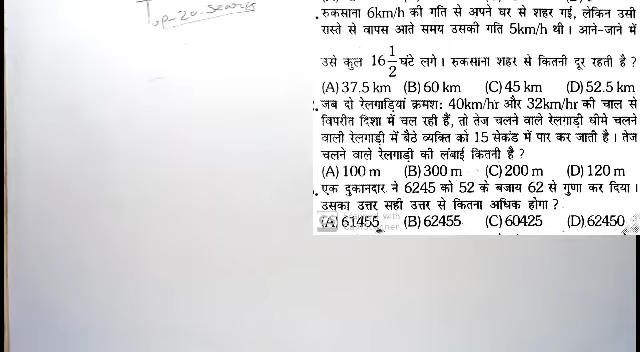 Top-20-Searies
रुकसाना 6km/h की गति से अपने घर से शहर गई, लेकिन उसी
रास्ते से वापस आते समय उसकी गति 5km/h थी। आने-जाने में
उसे कुल 16 1/2 घंटे लगे। रुकसाना शहर से कितनी दूर रहती है ?
(A) 37.5 km (B) 60 km (C) 45 km (D) 52.5 km
जब दो रेलगाड़ियां क्रमश: 40km/hr और 32km/hr की चाल से
विपरीत दिशा में चल रही हैं, तो तेज चलने वाले रेलगाड़ी धीमे चलने
वाली रेलगाड़ी में बैठे व्यक्ति को 15 सेकंड में पार कर जाती है। तेज
चलने वाले रेलगाड़ी की लंबाई कितनी है ?
(A) 100 m (B) 300 m (C) 200 m (D) 120 m
एक दुकानदार ने 6245 को 52 के बजाय 62 से गुणा कर दिया।
उसका उत्तर सही उत्तर से कितना अधिक होगा ?
(A) 61455 (B) 62455 (C) 60425 (D) 62450